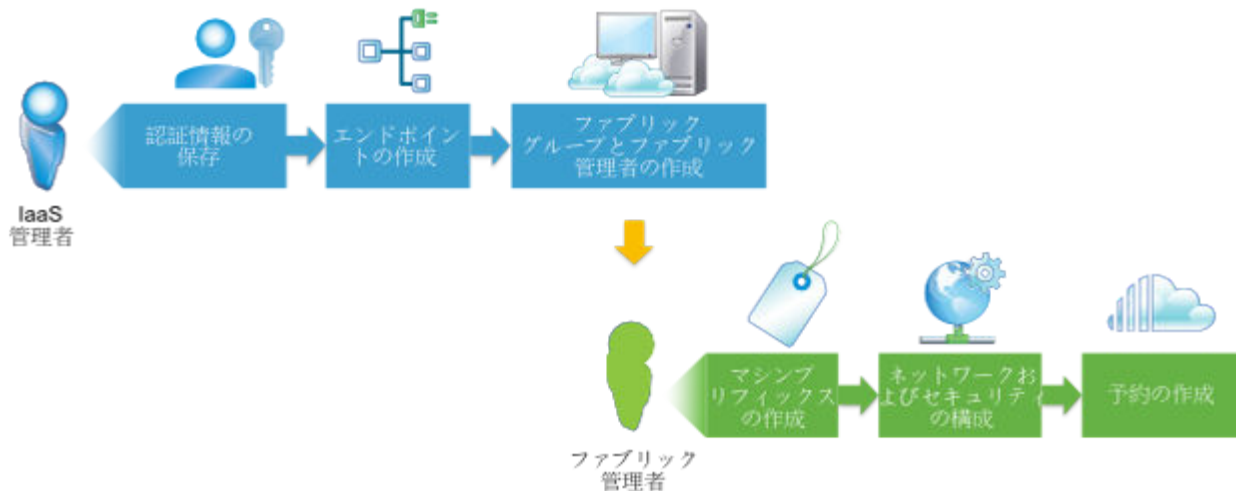 認証情報の
保存
エンドポイン
トの作成
ファブリック
グループとファブリック
管理者の作成
IaaS
管理者
マシンプ
リフィックス
の作成
ネットワークお
よびセキュリティ
の構成
予約の作成
ファブリック
管理者